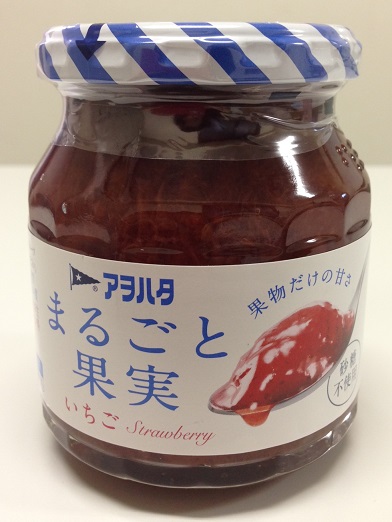 アヲハタ
まるごと
果実
いちご Strawberry
果物だけの甘さ
砂糖
不使用